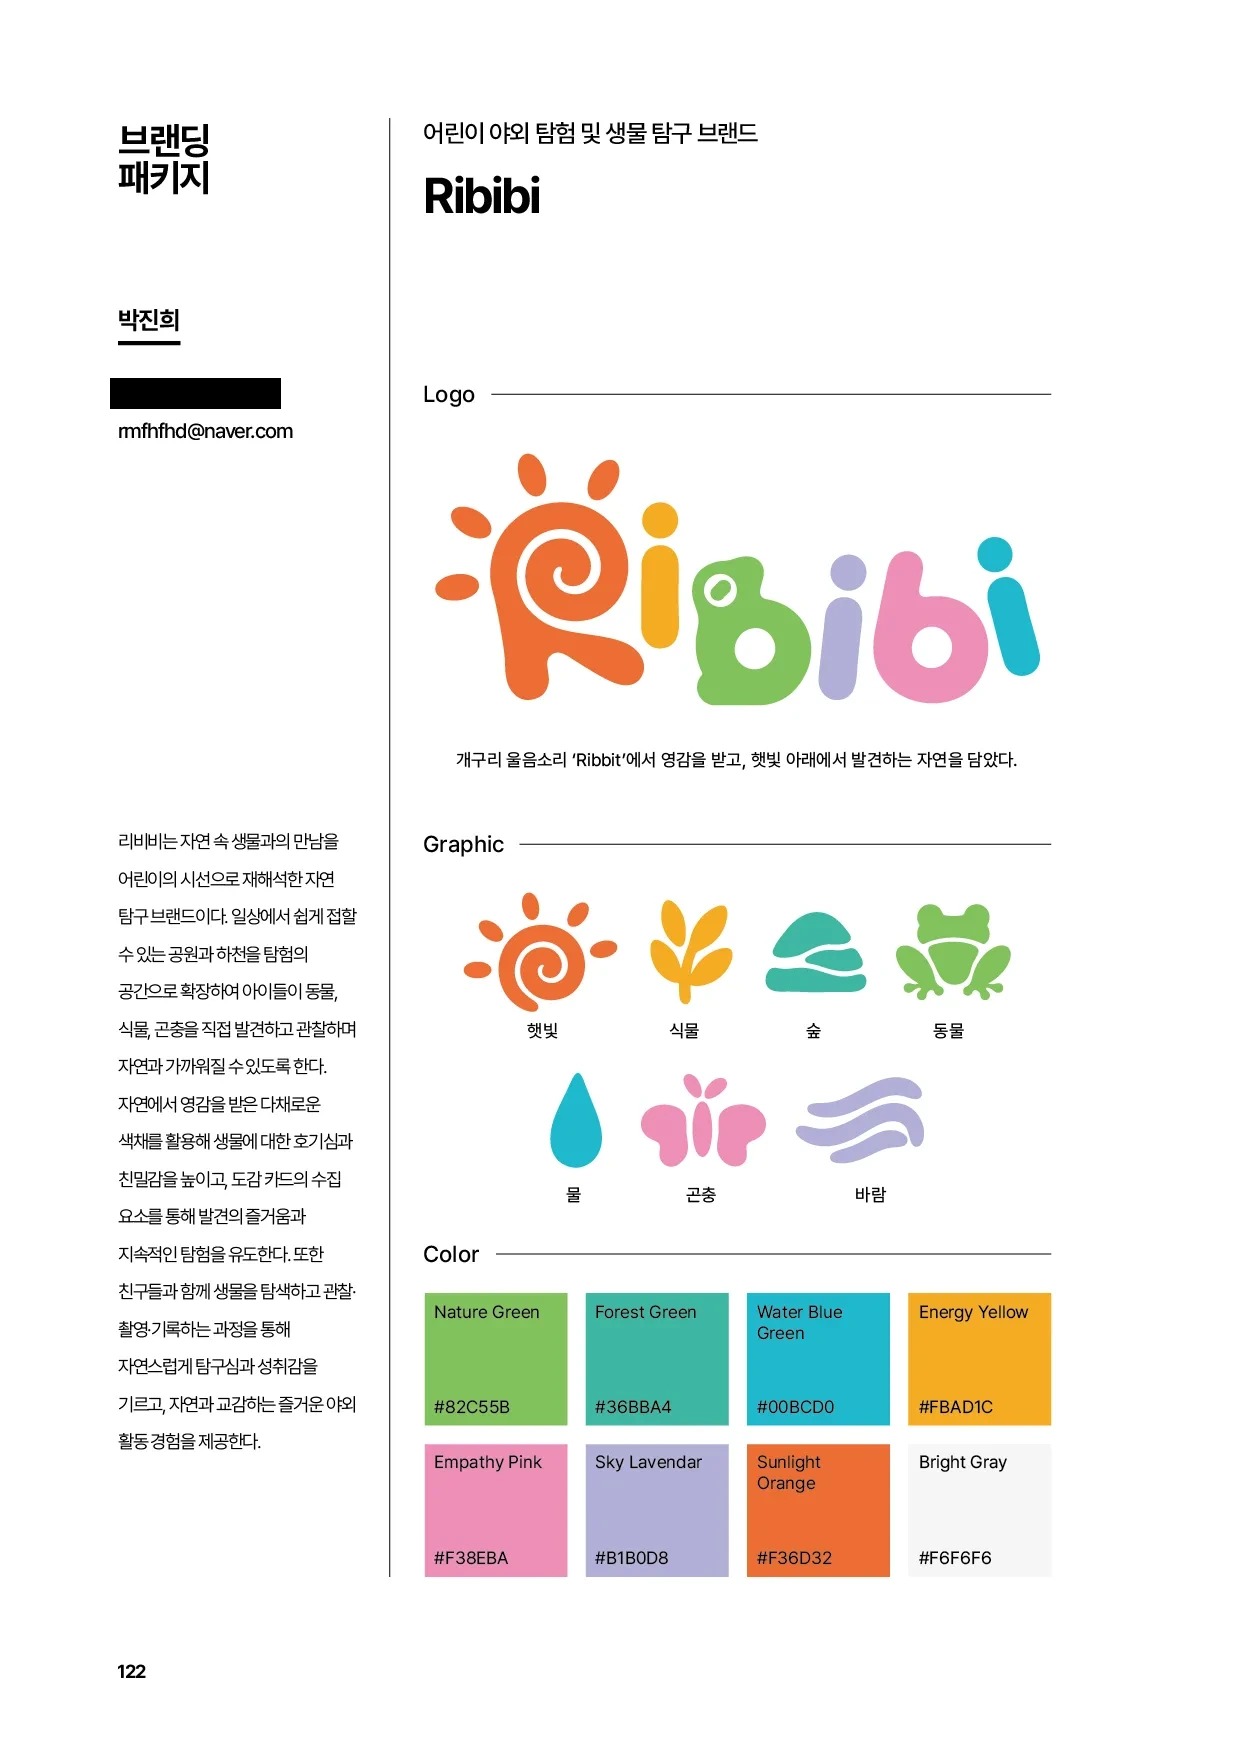 브랜딩
패키지
박진희
rmfhfhd@naver.com
리비비는 자연 속 생물과의 만남을
어린이의 시선으로 재해석한 자연
탐구 브랜드이다. 일상에서 쉽게 접할
수 있는 공원과 하천을 탐험의
공간으로 확장하여 아이들이 동물,
식물, 곤충을 직접 발견하고 관찰하며
자연과 가까워질 수 있도록 한다.
자연에서 영감을 받은 다채로운
색채를 활용해 생물에 대한 호기심과
친밀감을 높이고, 도감 카드의 수집
요소를 통해 발견의 즐거움과
지속적인 탐험을 유도한다. 또한
친구들과 함께 생물을 탐색하고 관찰·
촬영·기록하는 과정을 통해
자연스럽게 탐구심과 성취감을
기르고, 자연과 교감하는 즐거운 야외
활동 경험을 제공한다.
122
어린이 야외 탐험 및 생물 탐구 브랜드
Ribibi
Logo
Ribibi
개구리 울음소리 ‘Ribbit’에서 영감을 받고, 햇빛 아래에서 발견하는 자연을 담았다.
Graphic
햇빛 식물 숲 동물
물 곤충 바람
Color
Nature Green
#82C55B
Forest Green
#36BBA4
Water Blue
Green
#00BCD0
Energy Yellow
#FBAD1C
Empathy Pink
#F38EBA
Sky Lavendar
#B1B0D8
Sunlight
Orange
#F36D32
Bright Gray
#F6F6F6